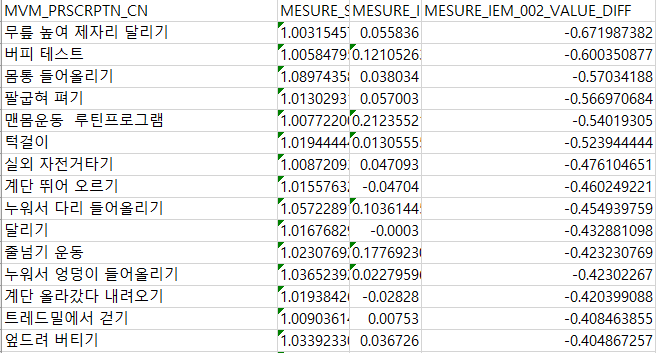 MVM_PRSCRPTN_CN MESURE_S MESURE_I MESURE_IEM_002_VALUE_DIFF
무릎 높여 제자리 달리기 1.0031545 0.055836 -0.671987382
버피 테스트 1.0058479 0.1210526 -0.600350877
몸통 들어올리기 1.0897435 0.038034 -0.57034188
팔굽혀 펴기 1.0130293 0.057003 -0.566970684
맨몸운동 루틴프로그램 1.0077220 0.2123552 -0.54019305
턱걸이 1.0194444 0.0130555 -0.523944444
실외 자전거타기 1.0087209 0.047093 -0.476104651
계단 뛰어 오르기 1.0155763 -0.04704 -0.460249221
누워서 다리 들어올리기 1.0572289 0.1036144 -0.454939759
달리기 1.0167682 -0.0003 -0.432881098
줄넘기 운동 1.0230769 0.1776923 -0.423230769
누워서 엉덩이 들어올리기 1.0365239 0.0227959 -0.42302267
계단 올라갔다 내려오기 1.0193842 -0.02828 -0.420399088
트레드밀에서 걷기 1.0090361 0.00753 -0.408463855
엎드려 버티기 1.0339233 0.036726 -0.404867257